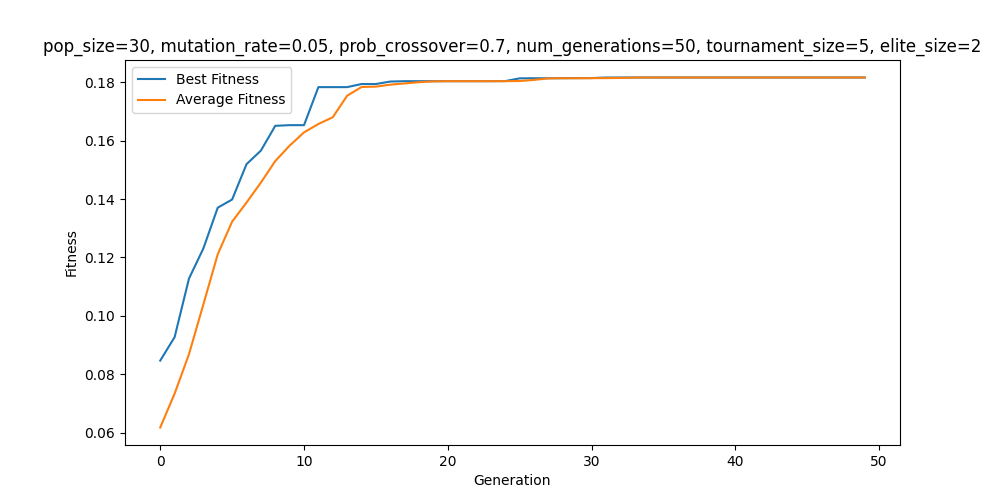 pop_size=30, mutation_rate=0.05, prob_crossover=0.7, num_generations=50, tournament_size=5, elite_size=2
Best Fitness
Average Fitness
0.18
0.16
0.14
0.12
0.10
0.08
0.06
Fitness
0 10 20 30 40 50
Generation